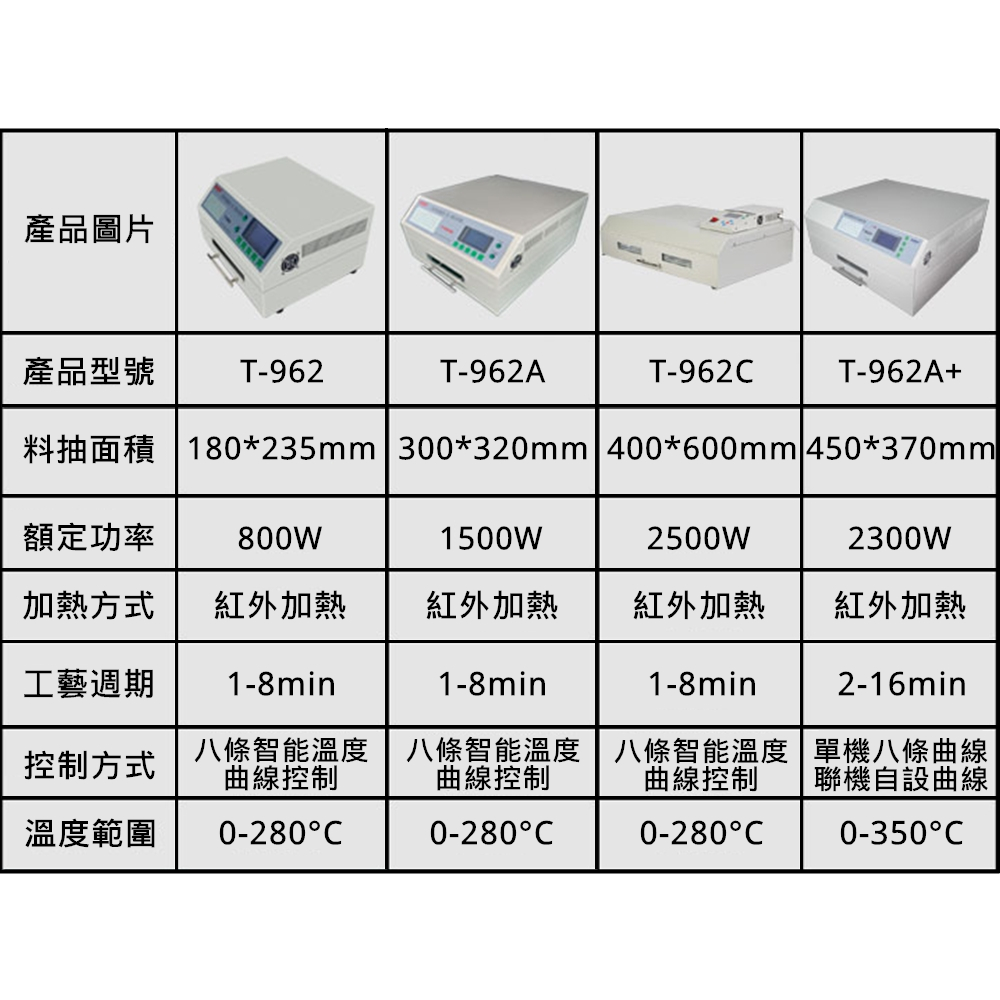 產品圖片
產品型號 T-962 T-962A T-962C T-962A+
料抽面積 180*235mm 300*320mm 400*600mm 450*370mm
額定功率 800W 1500W 2500W 2300W
加熱方式 紅外加熱 紅外加熱 紅外加熱 紅外加熱
工藝週期 1-8min 1-8min 1-8min 2-16min
控制方式 八條智能溫度 八條智能溫度 八條智能溫度 單機八條曲線
曲線控制 曲線控制 曲線控制 聯機自設曲線
溫度範圍 0-280°C 0-280°C 0-280°C 0-350°C